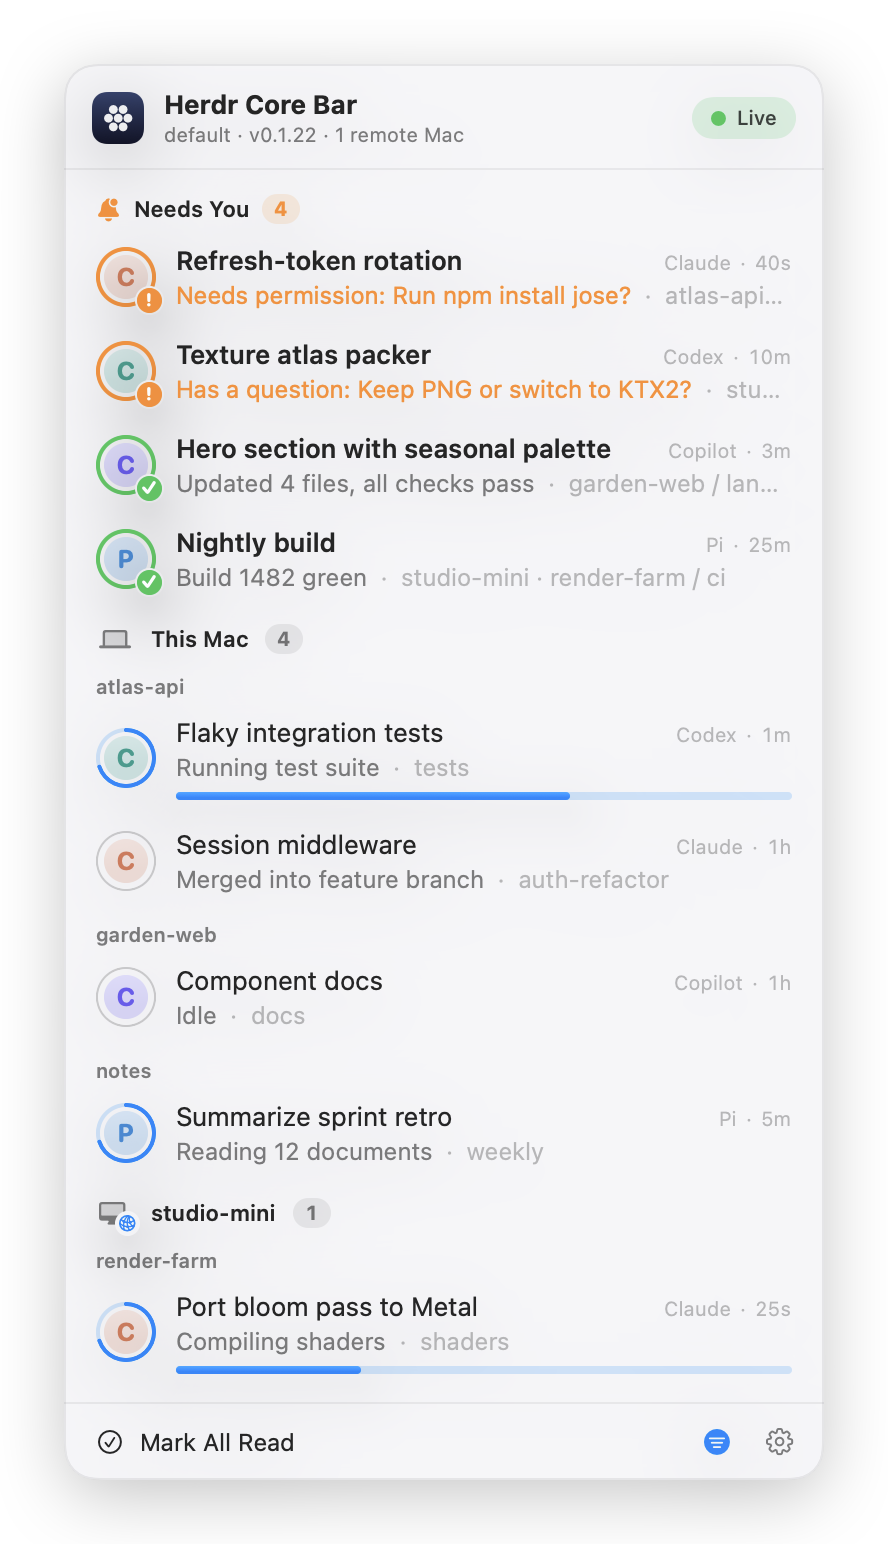 Herdr Core Bar
default · v0.1.22 · 1 remote Mac
Live
Needs You 4
C
Refresh-token rotation
Claude · 40s
Needs permission: Run npm install jose? · atlas-api...
C
Texture atlas packer
Codex · 10m
Has a question: Keep PNG or switch to KTX2? · stu...
C
Hero section with seasonal palette
Copilot · 3m
Updated 4 files, all checks pass · garden-web / lan...
P
Nightly build
Pi · 25m
Build 1482 green · studio-mini · render-farm / ci
This Mac 4
atlas-api
C
Flaky integration tests
Codex · 1m
Running test suite · tests
C
Session middleware
Claude · 1h
Merged into feature branch · auth-refactor
garden-web
C
Component docs
Copilot · 1h
Idle · docs
notes
P
Summarize sprint retro
Pi · 5m
Reading 12 documents · weekly
studio-mini 1
render-farm
C
Port bloom pass to Metal
Claude · 25s
Compiling shaders · shaders
Mark All Read